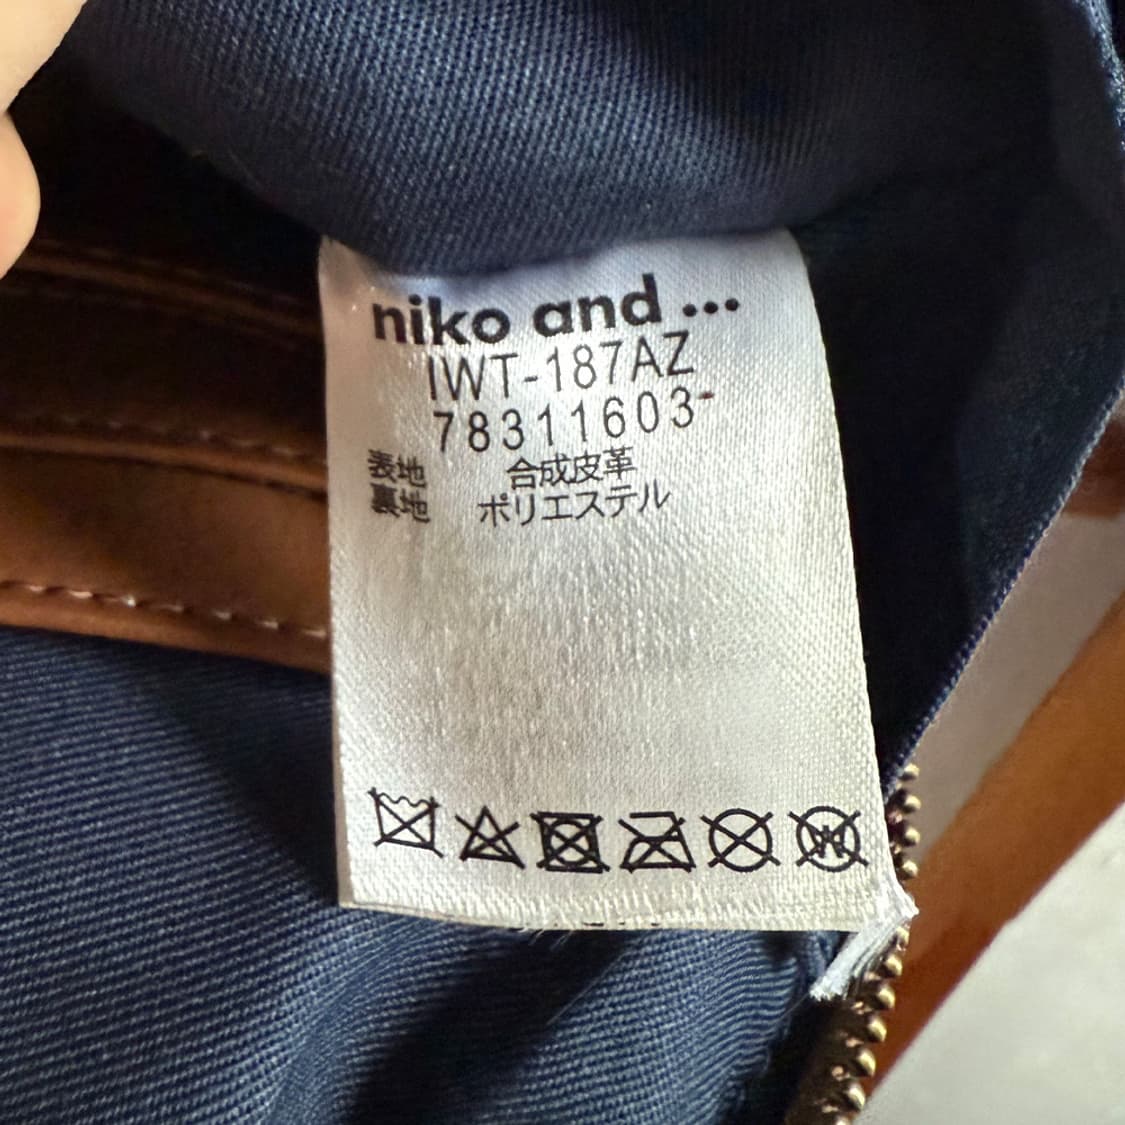 niko and ...
IWT-187AZ
78311603-
表地 合成皮革
裏地 ポリエステル